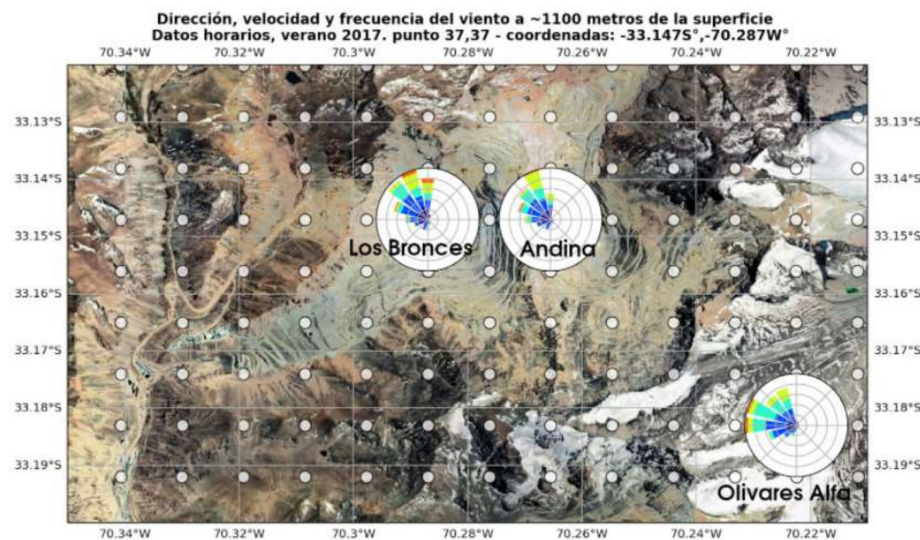 Dirección, velocidad y frecuencia del viento a ~1100 metros de la superficie
Datos horarios, verano 2017. punto 37,37 - coordenadas: -33.147S°,-70.287W°
70.34°W 70.32°W 70.3°W 70.28°W 70.26°W 70.24°W 70.22°W
33.13°S 33.13°S
33.14°S 33.14°S
33.15°S 33.15°S
Los Bronces Andina
33.16°S 33.16°S
33.17°S 33.17°S
33.18°S 33.18°S
33.19°S 33.19°S
Olivares Alfa
70.34°W 70.32°W 70.3°W 70.28°W 70.26°W 70.24°W 70.22°W